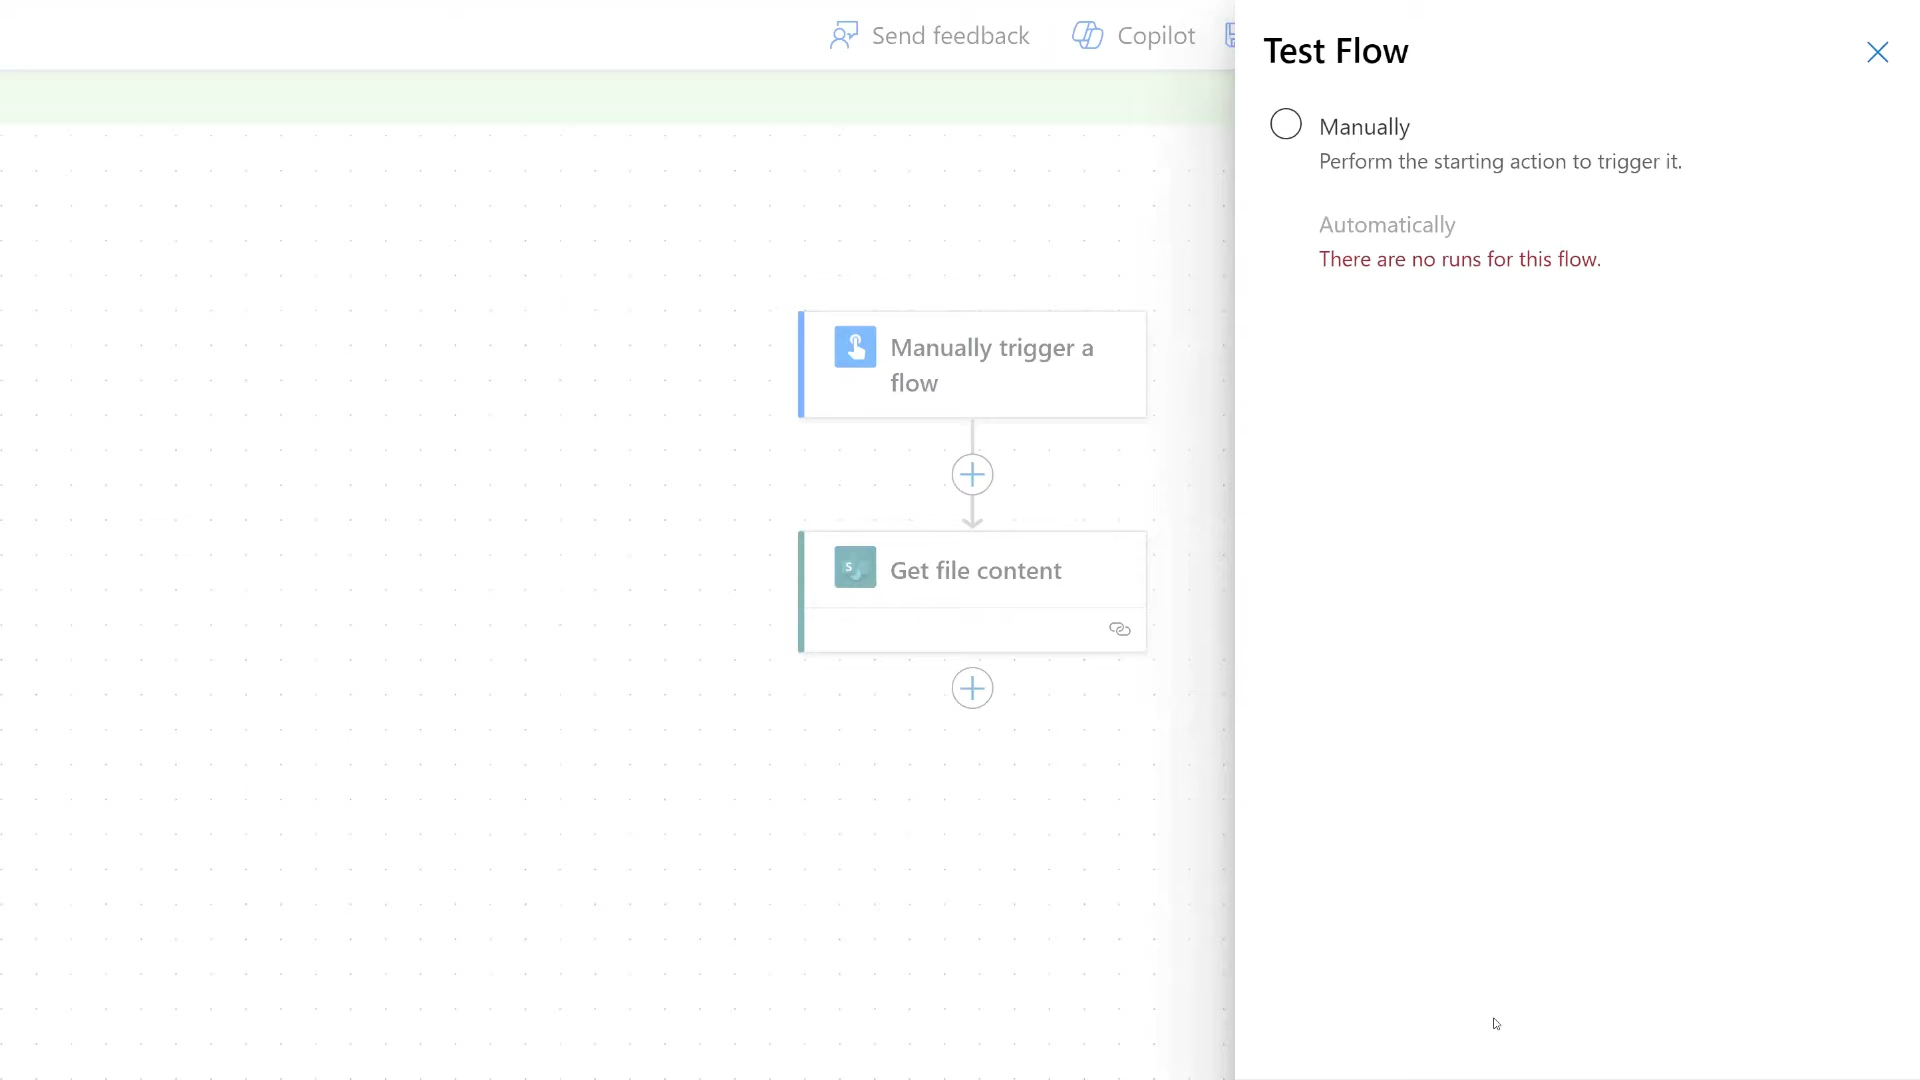 Send feedback
Copilot
Test Flow
Manually
Perform the starting action to trigger it.
Automatically
There are no runs for this flow.
Manually trigger a
flow
S
Get file content